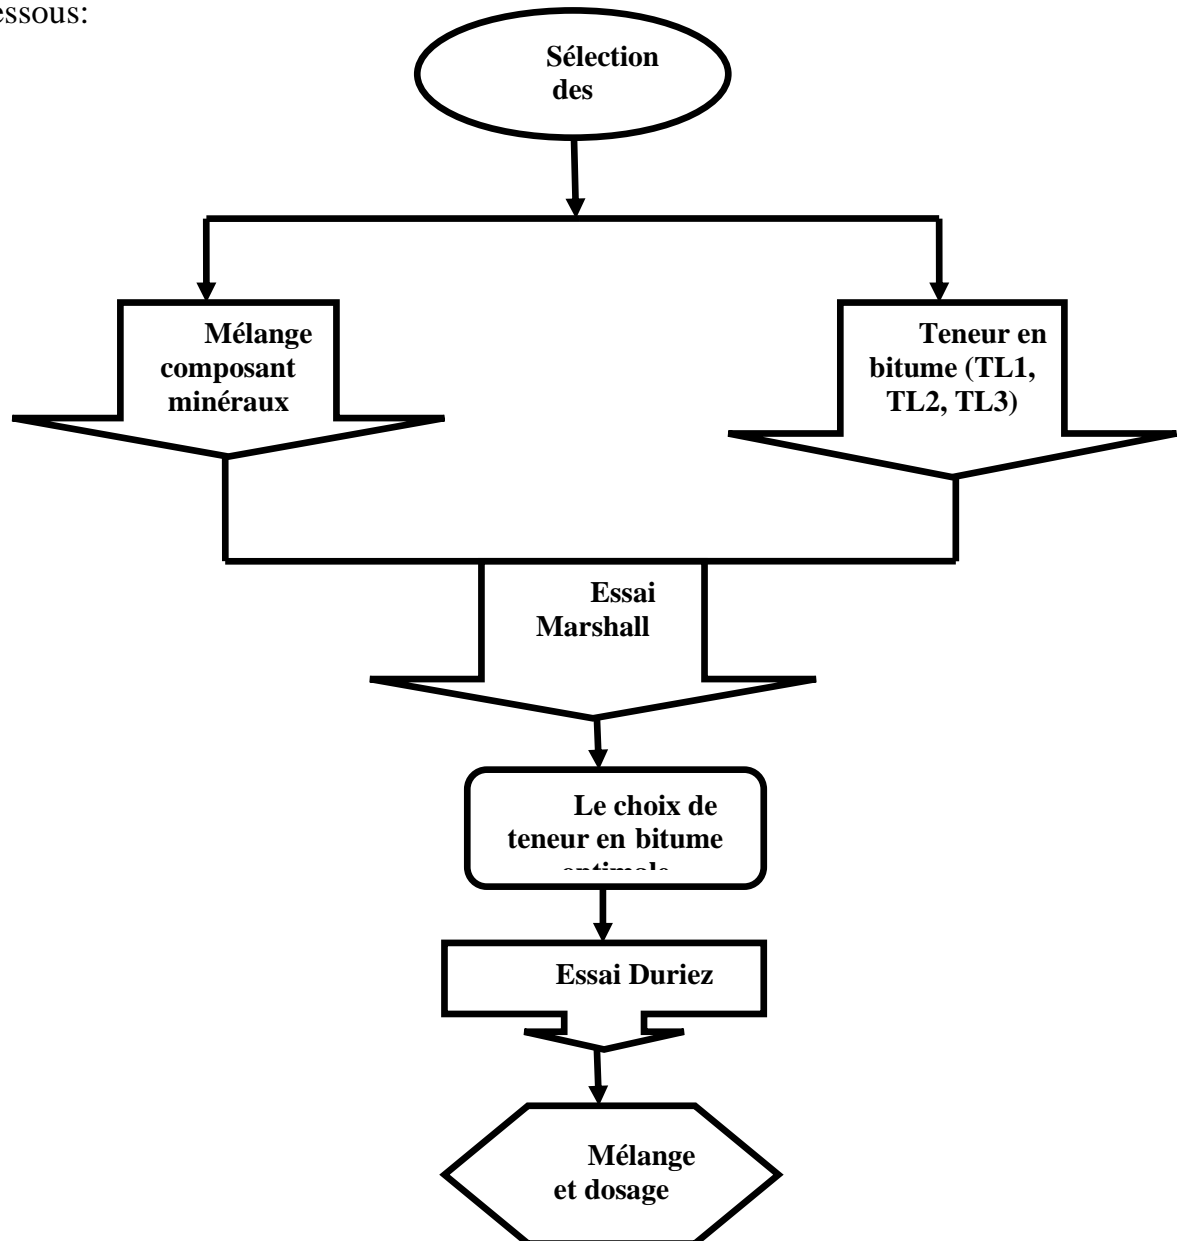 essous:
Sélection
des
Mélange
composant
minéraux
Teneur en
bitume (TL1,
TL2, TL3)
Essai
Marshall
Le choix de
teneur en bitume
optimale
Essai Duriez
Mélange
et dosage